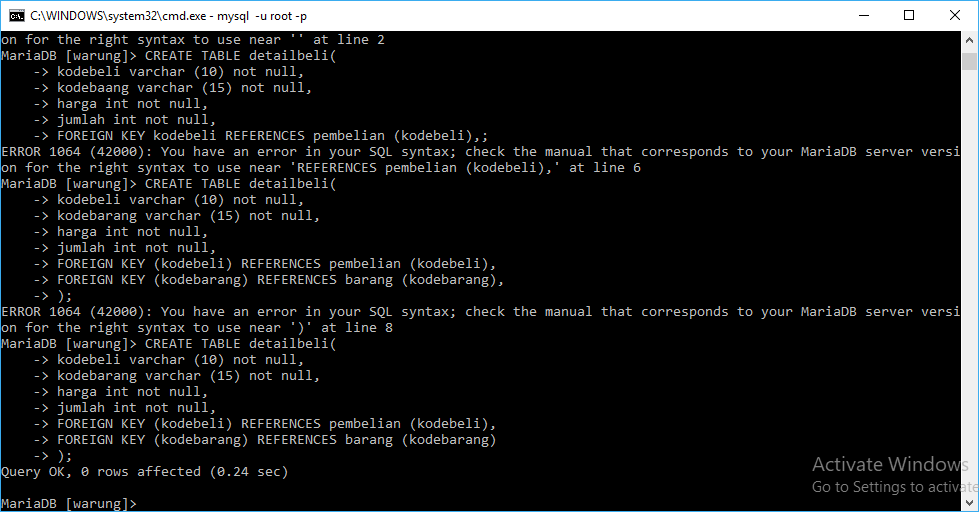 C:\WINDOWS\system32\cmd.exe - mysql  -u root -p
on for the right syntax to use near '' at line 2
MariaDB [warung]> CREATE TABLE detailbeli(
    -> kodebeli varchar (10) not null,
    -> kodebaang varchar (15) not null,
    -> harga int not null,
    -> jumlah int not null,
    -> FOREIGN KEY kodebeli REFERENCES pembelian (kodebeli),;
ERROR 1064 (42000): You have an error in your SQL syntax; check the manual that corresponds to your MariaDB server versi
on for the right syntax to use near 'REFERENCES pembelian (kodebeli),' at line 6
MariaDB [warung]> CREATE TABLE detailbeli(
    -> kodebeli varchar (10) not null,
    -> kodebarang varchar (15) not null,
    -> harga int not null,
    -> jumlah int not null,
    -> FOREIGN KEY (kodebeli) REFERENCES pembelian (kodebeli),
    -> FOREIGN KEY (kodebarang) REFERENCES barang (kodebarang),
    -> );
ERROR 1064 (42000): You have an error in your SQL syntax; check the manual that corresponds to your MariaDB server versi
on for the right syntax to use near ')' at line 8
MariaDB [warung]> CREATE TABLE detailbeli(
    -> kodebeli varchar (10) not null,
    -> kodebarang varchar (15) not null,
    -> harga int not null,
    -> jumlah int not null,
    -> FOREIGN KEY (kodebeli) REFERENCES pembelian (kodebeli),
    -> FOREIGN KEY (kodebarang) REFERENCES barang (kodebarang)
    -> );
Query OK, 0 rows affected (0.24 sec)
MariaDB [warung]>
Activate Windows
Go to Settings to activate